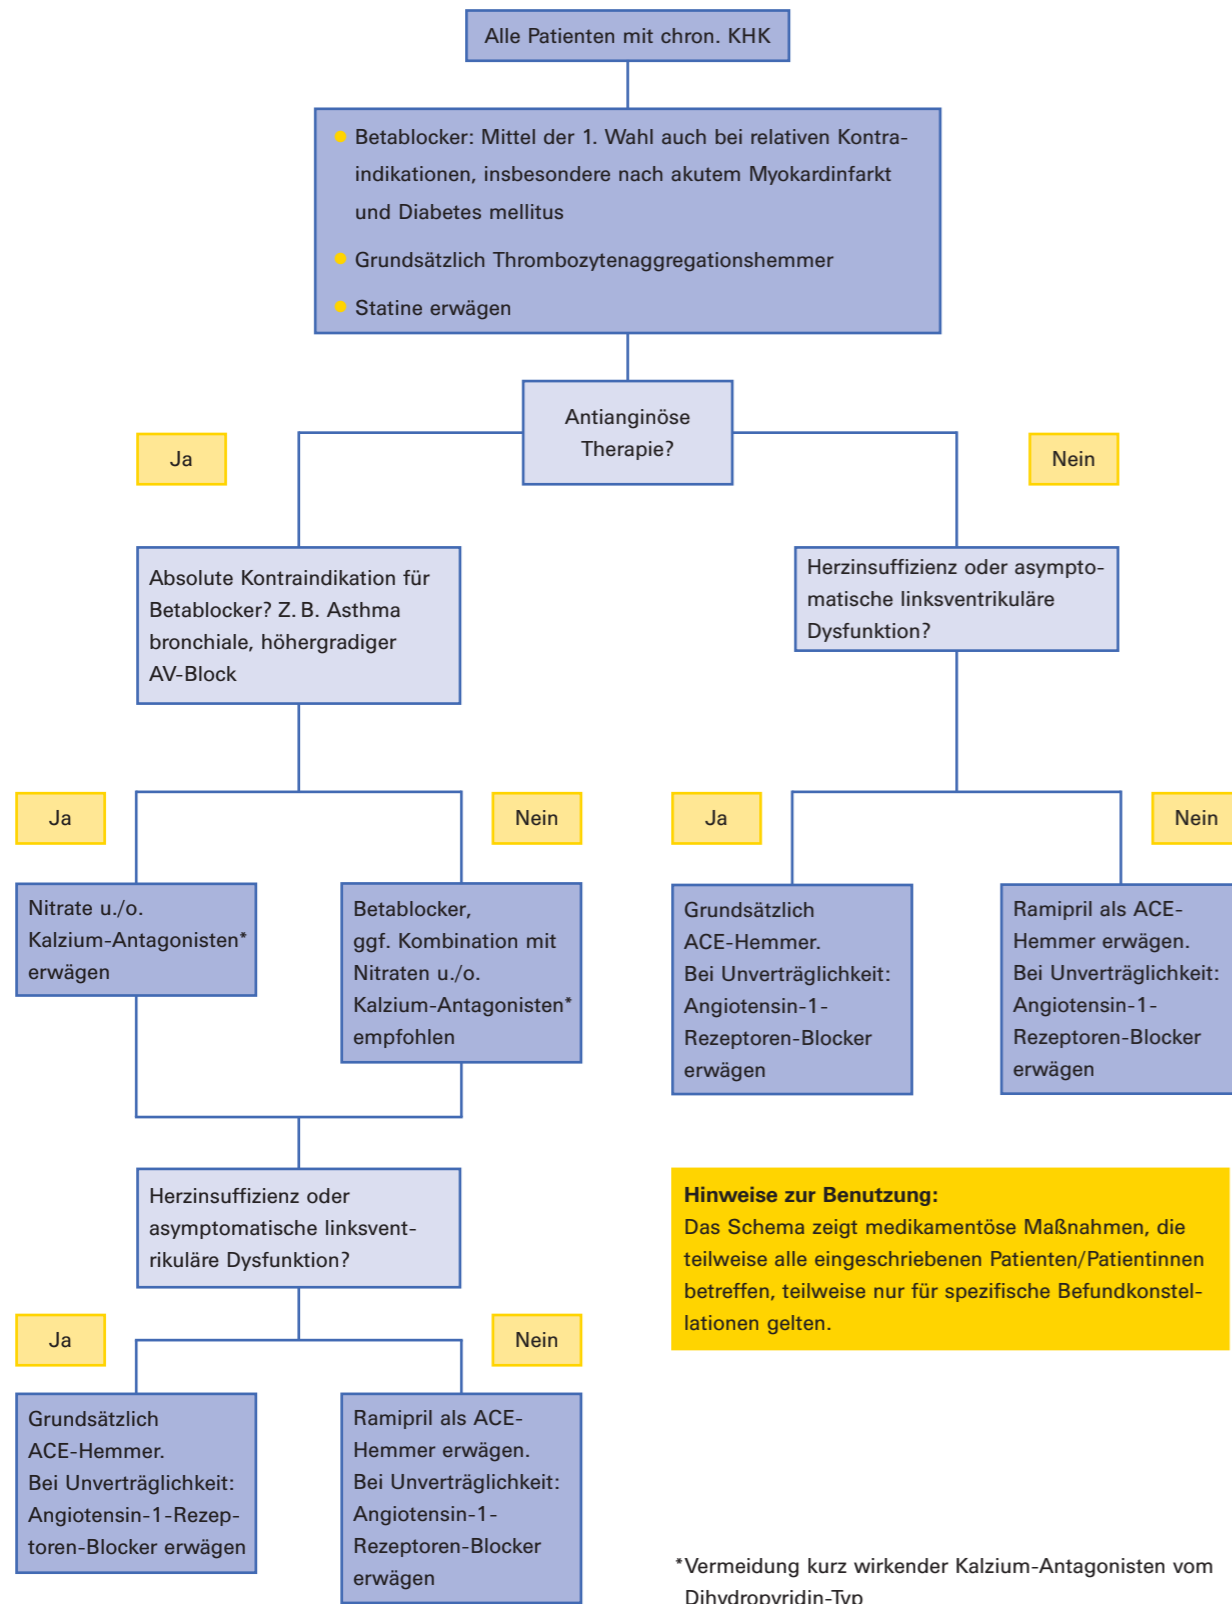 Alle Patienten mit chron. KHK
● Betablocker: Mittel der 1. Wahl auch bei relativen Kontra-
indikationen, insbesondere nach akutem Myokardinfarkt
und Diabetes mellitus
● Grundsätzlich Thrombozytenaggregationshemmer
● Statine erwägen
Antianginöse
Therapie?
Ja
Nein
Absolute Kontraindikation für
Betablocker? Z. B. Asthma
bronchiale, höhergradiger
AV-Block
Herzinsuffizienz oder asympto-
matische linksventrikuläre
Dysfunktion?
Ja
Nein
Ja
Nein
Nitrate u./o.
Kalzium-Antagonisten*
erwägen
Betablocker,
ggf. Kombination mit
Nitraten u./o.
Kalzium-Antagonisten*
empfohlen
Grundsätzlich
ACE-Hemmer.
Bei Unverträglichkeit:
Angiotensin-1-
Rezeptoren-Blocker
erwägen
Ramipril als ACE-
Hemmer erwägen.
Bei Unverträglichkeit:
Angiotensin-1-
Rezeptoren-Blocker
erwägen
Herzinsuffizienz oder
asymptomatische linksvent-
rikuläre Dysfunktion?
Hinweise zur Benutzung:
Das Schema zeigt medikamentöse Maßnahmen, die
teilweise alle eingeschriebenen Patienten/Patientinnen
betreffen, teilweise nur für spezifische Befundkonstel-
lationen gelten.
Ja
Nein
Grundsätzlich
ACE-Hemmer.
Bei Unverträglichkeit:
Angiotensin-1-Rezep-
toren-Blocker erwägen
Ramipril als ACE-
Hemmer erwägen.
Bei Unverträglichkeit:
Angiotensin-1-
Rezeptoren-Blocker
erwägen
*Vermeidung kurz wirkender Kalzium-Antagonisten vom
Dihydropyridin-Typ